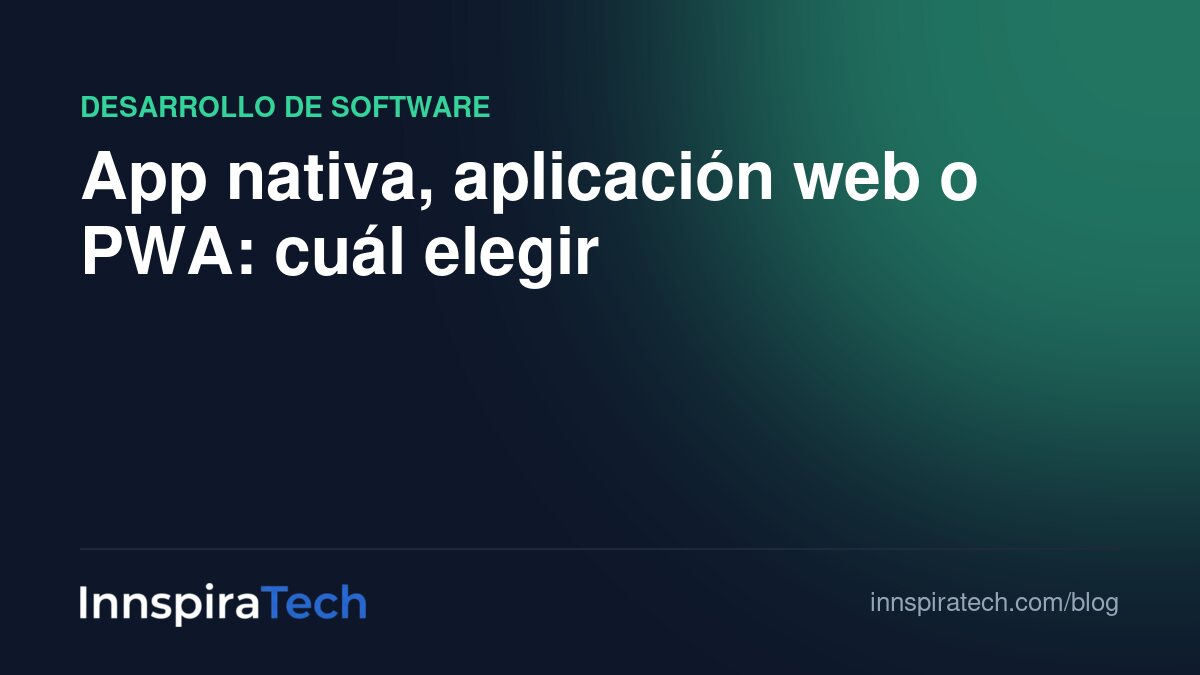 DESARROLLO DE SOFTWARE
App nativa, aplicación web o
PWA: cuál elegir
InnspiraTech
innspiratech.com/blog